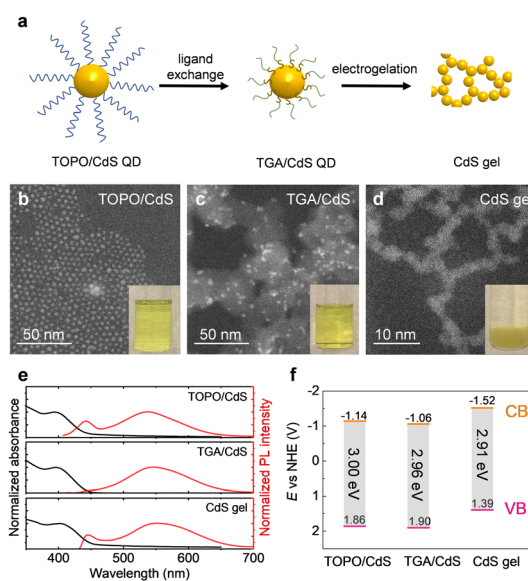 a
ligand
exchange
electrogelation
TOPO/CdS QD
TGA/CdS QD
CdS gel
b
TOPO/CdS
50 nm
c
TGA/CdS
50 nm
d
CdS gel
10 nm
e
Normalized absorbance
Normalized PL intensity
TOPO/CdS
TGA/CdS
CdS gel
400
500
600
700
Wavelength (nm)
f
E vs NHE (V)
-2
-1
0
1
2
-1.14
-1.06
-1.52
CB
3.00 eV
2.96 eV
2.91 eV
1.86
1.90
1.39
VB
TOPO/CdS
TGA/CdS
CdS gel